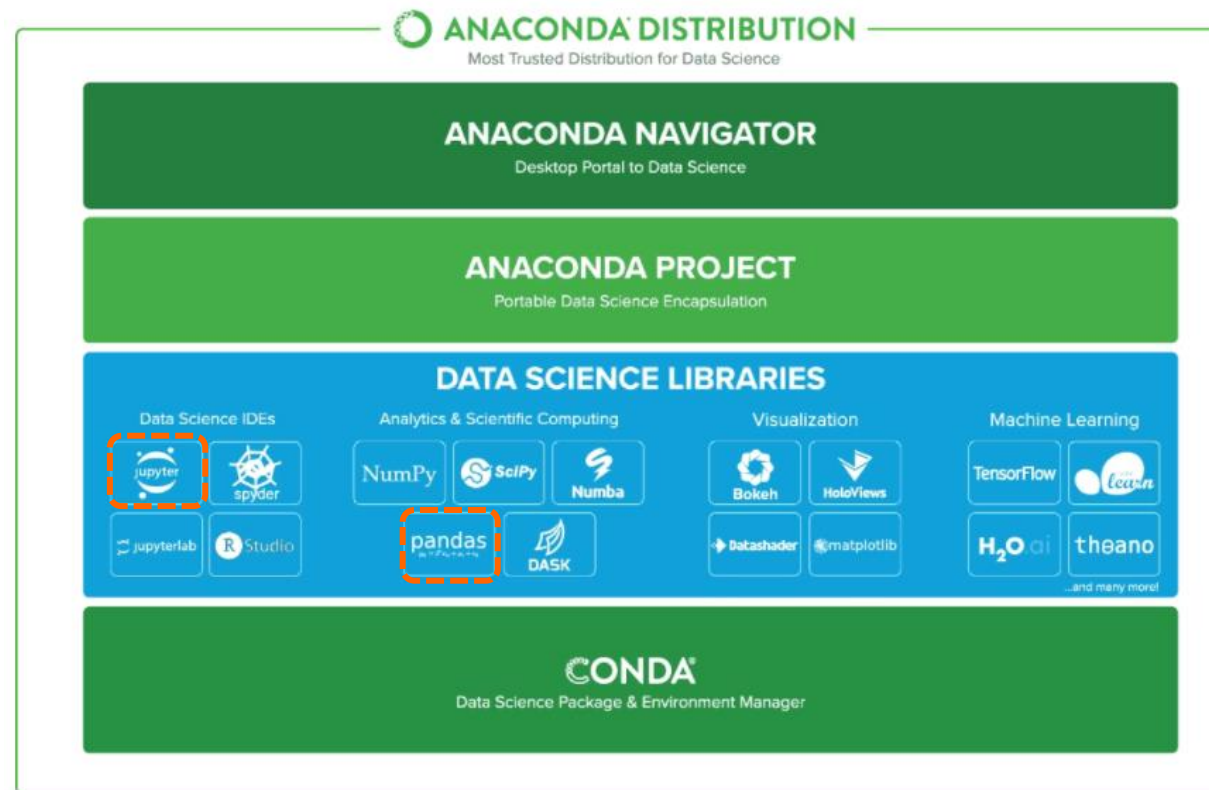 ANACONDA DISTRIBUTION
Most Trusted Distribution for Data Science
ANACONDA NAVIGATOR
Desktop Portal to Data Science
ANACONDA PROJECT
Portable Data Science Encapsulation
DATA SCIENCE LIBRARIES
Data Science IDEs
jupyter
spyder
jupyterlab
R Studio
Analytics & Scientific Computing
NumPy
SciPy
Numba
pandas
DASK
Visualization
Bokeh
HoloViews
Datashader
matplotlib
Machine Learning
TensorFlow
learn
H2O.ai
theano
...and many more!
CONDA
Data Science Package & Environment Manager